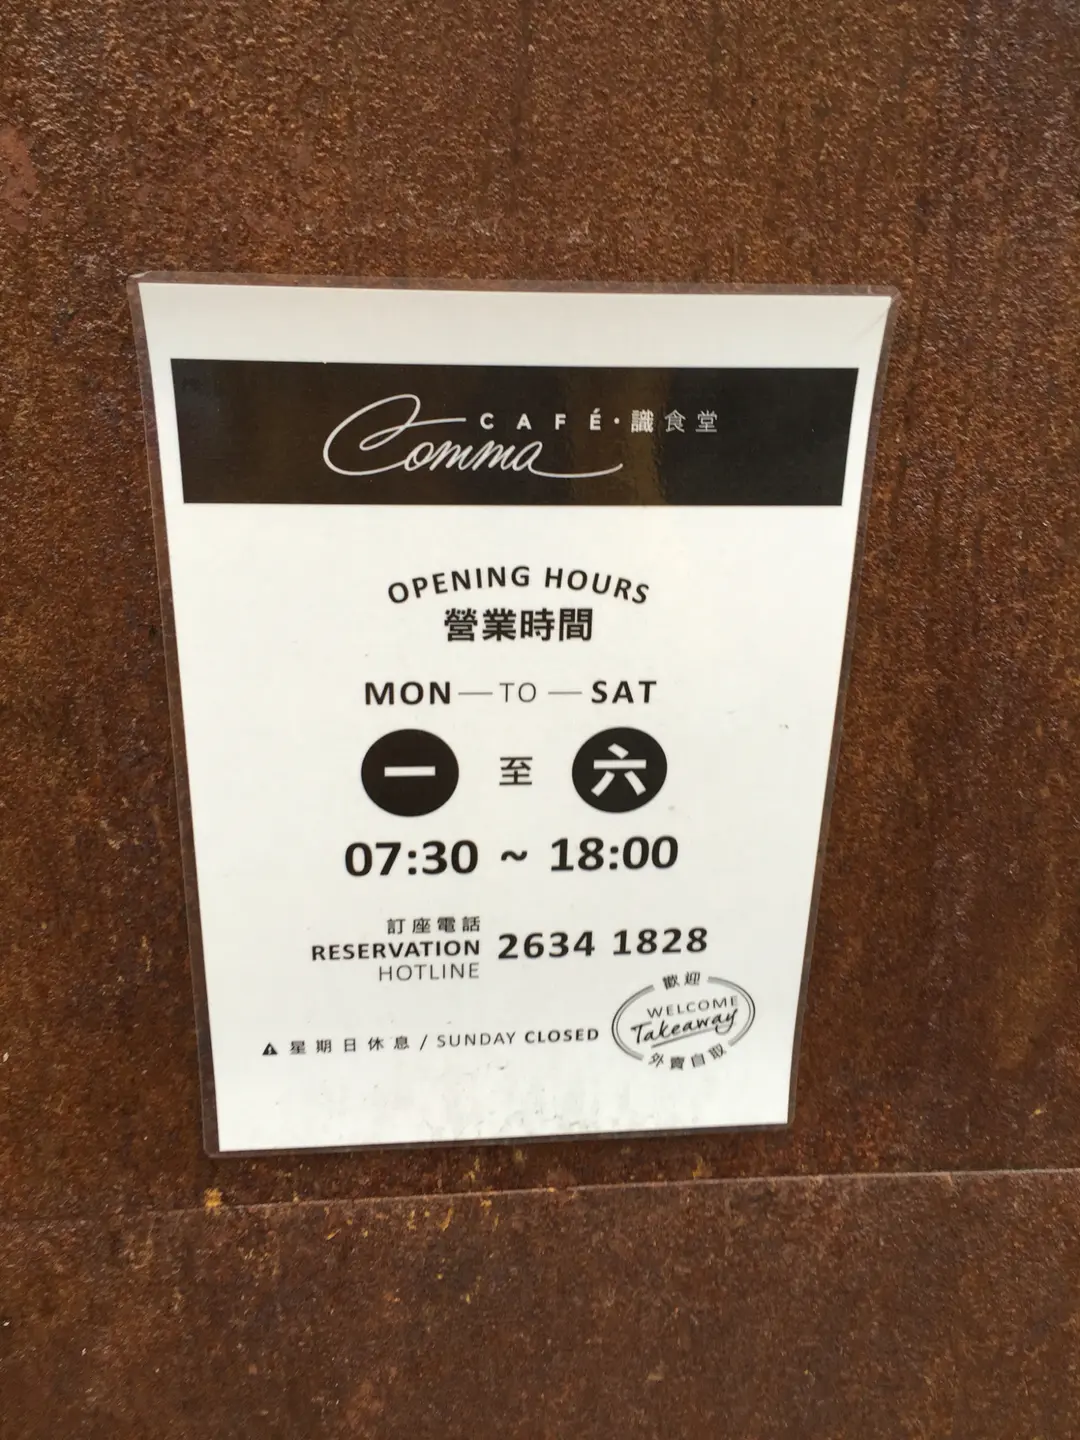 CAFÉ·識食堂
Comma
OPENING HOURS
營業時間
MON — TO — SAT
一 至 六
07:30 ~ 18:00
訂座電話
RESERVATION
HOTLINE
2634 1828
歡迎
WELCOME
Takeaway
外賣自取
星期日休息 / SUNDAY CLOSED